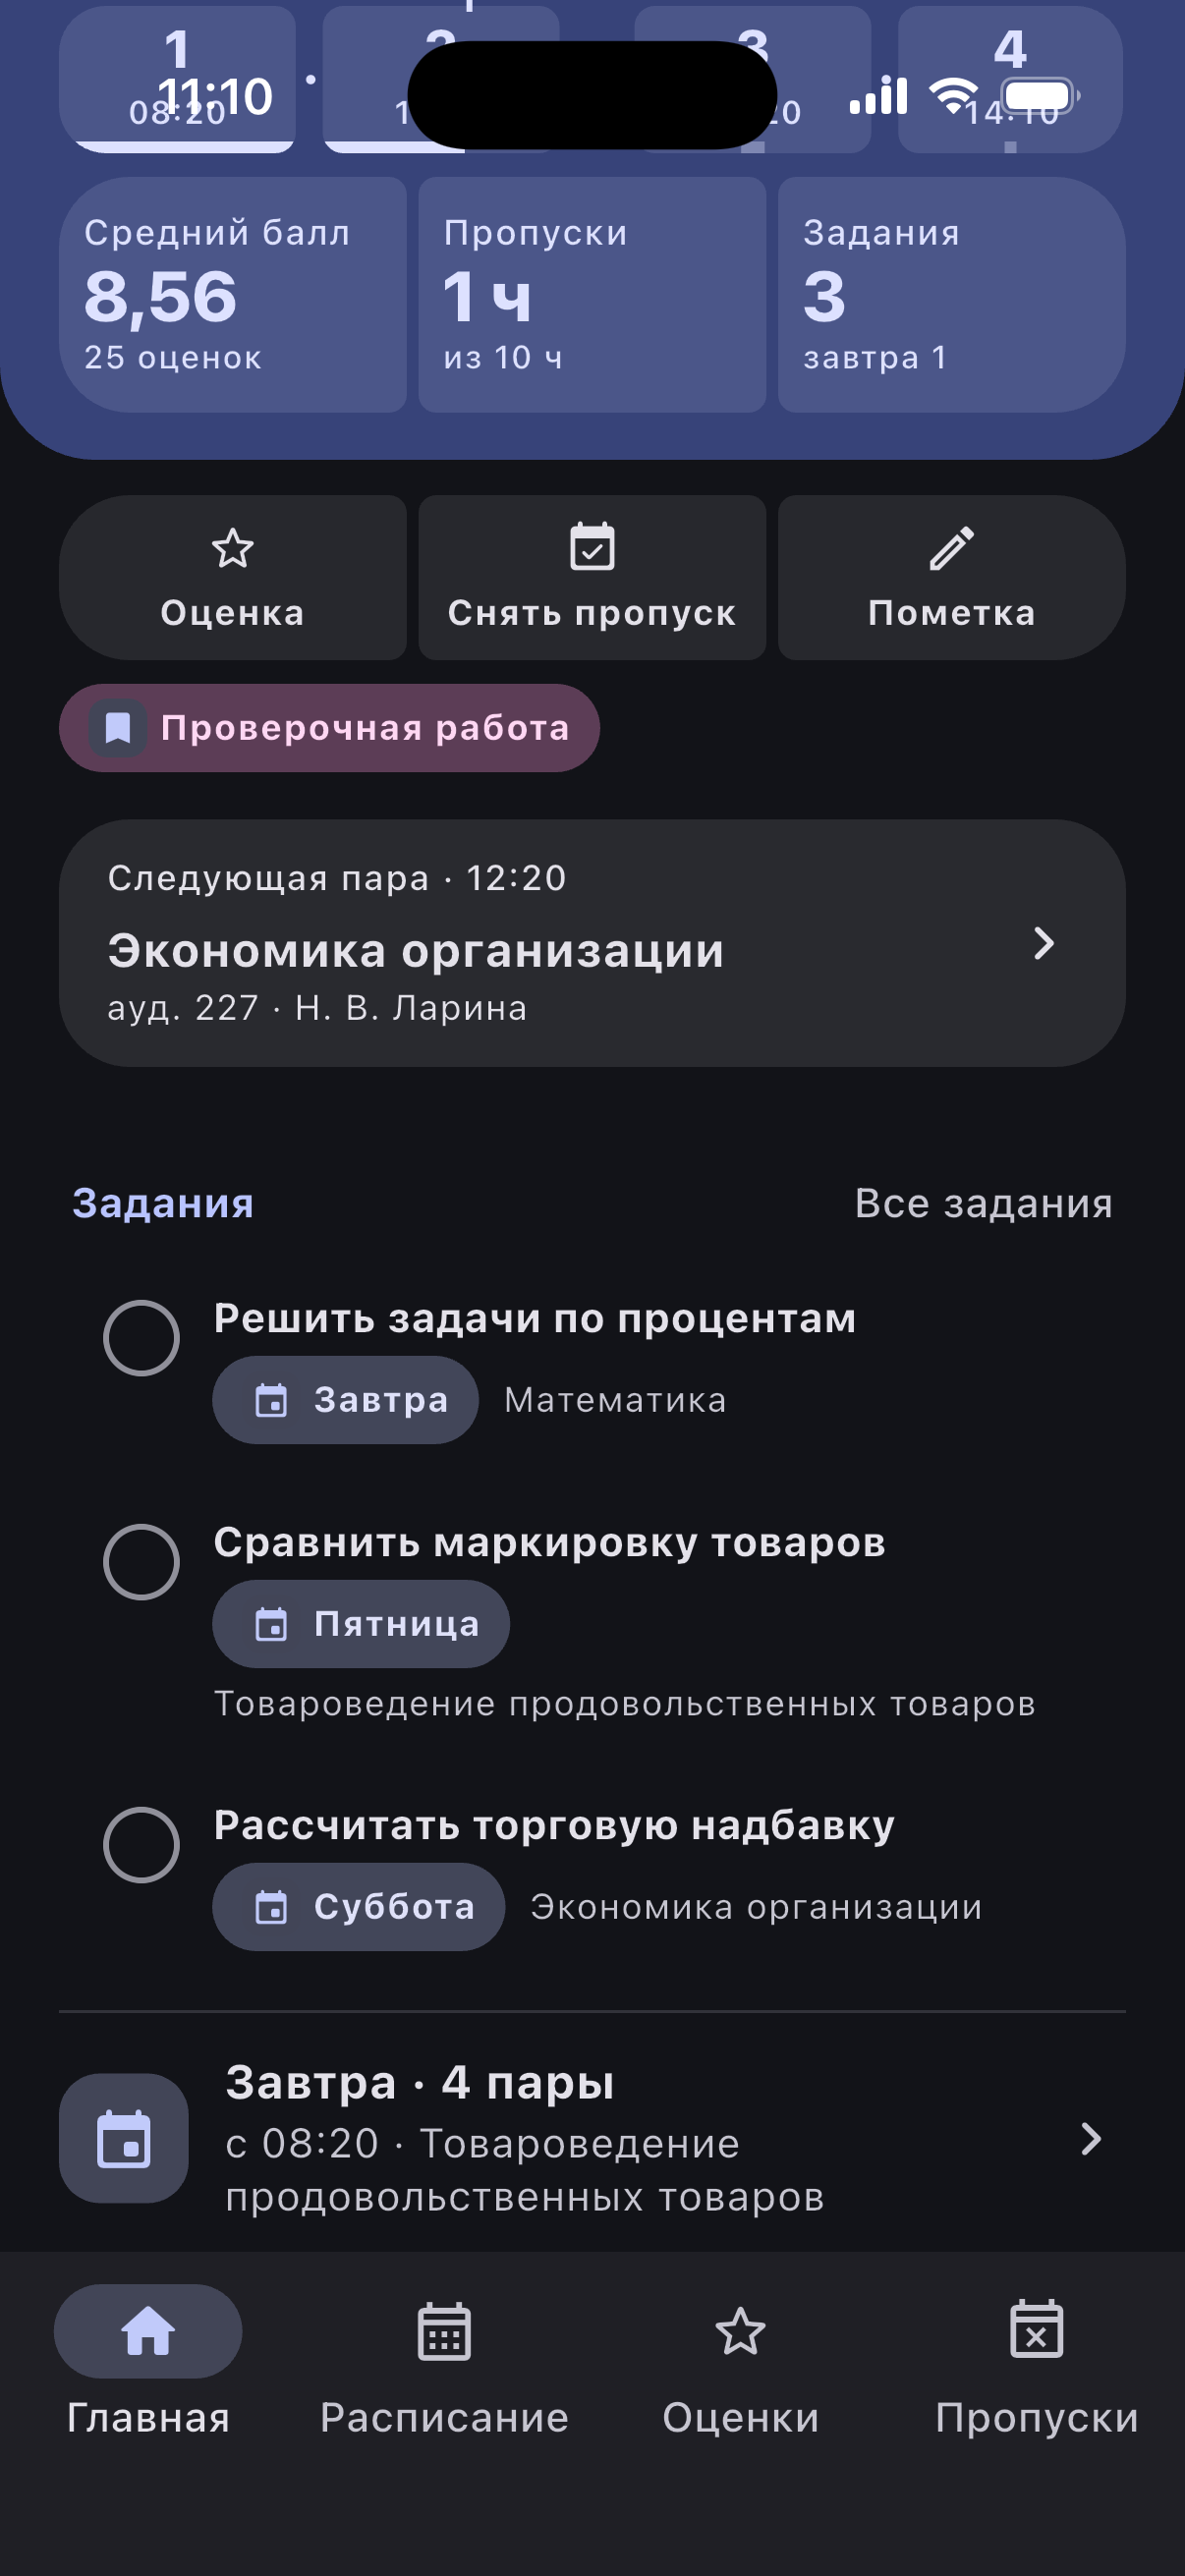 1
2
3
4
08:20
11:10
14:10
Средний балл
Пропуски
Задания
8,56
1 ч
3
25 оценок
из 10 ч
завтра 1
Оценка
Снять пропуск
Пометка
Проверочная работа
Следующая пара · 12:20
Экономика организации
ауд. 227 · Н. В. Ларина
Задания
Все задания
Решить задачи по процентам
Завтра
Математика
Сравнить маркировку товаров
Пятница
Товароведение продовольственных товаров
Рассчитать торговую надбавку
Суббота
Экономика организации
Завтра · 4 пары
с 08:20 · Товароведение
продовольственных товаров
Главная
Расписание
Оценки
Пропуски